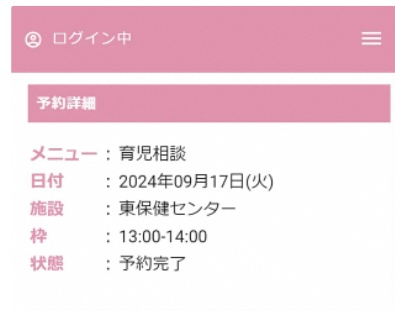 ログイン中
予約詳細
メニュー : 育児相談
日付 : 2024年09月17日(火)
施設 : 東保健センター
枠 : 13:00-14:00
状態 : 予約完了